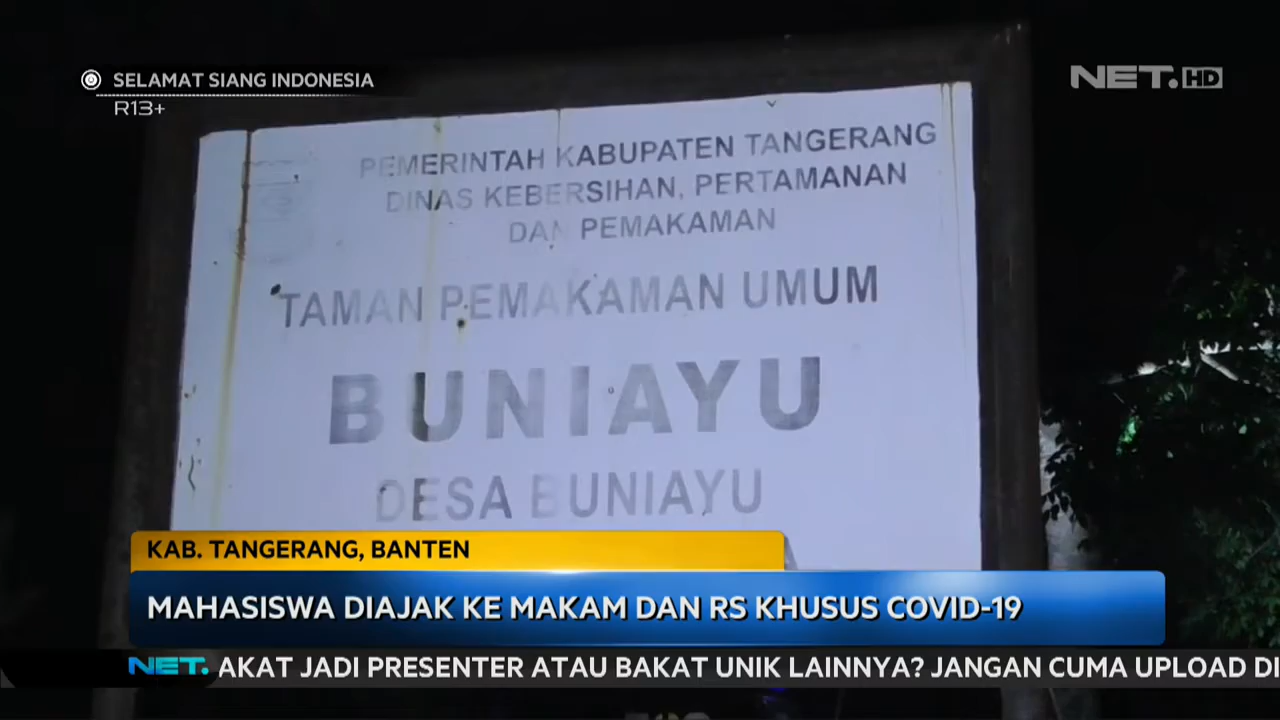 SELAMAT SIANG INDONESIA
R13+
NET.HD
PEMERINTAH KABUPATEN TANGERANG
DINAS KEBERSIHAN, PERTAMANAN
DAN PEMAKAMAN
TAMAN PEMAKAMAN UMUM
BUNIAYU
DESA BUNIAYU
KAB. TANGERANG, BANTEN
MAHASISWA DIAJAK KE MAKAM DAN RS KHUSUS COVID-19
NET. AKAT JADI PRESENTER ATAU BAKAT UNIK LAINNYA? JANGAN CUMA UPLOAD DI